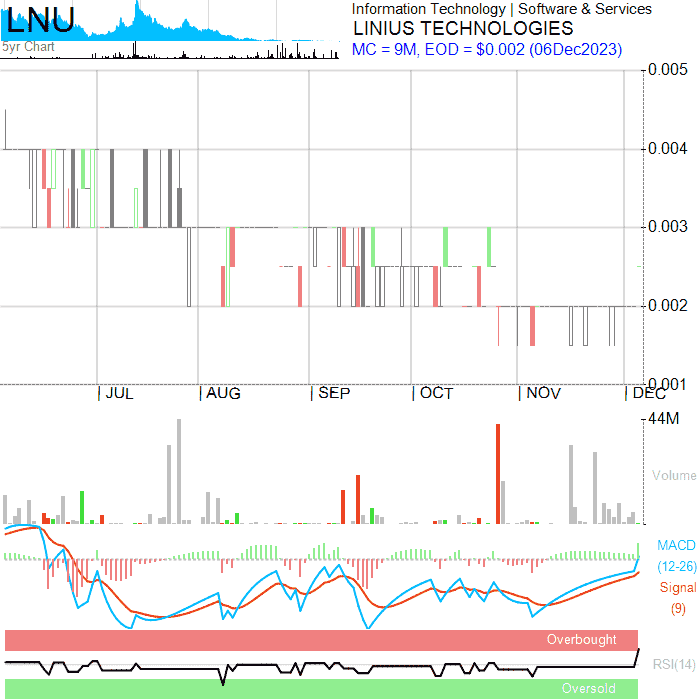 LNU
5yr Chart
Information Technology | Software & Services
LINIUS TECHNOLOGIES
MC = 9M, EOD = $0.002 (06Dec2023)
0.005
0.004
0.003
0.002
0.001
| JUL | AUG | SEP | OCT | NOV | DEC
44M
Volume
MACD
(12-26)
Signal
(9)
Overbought
RSI(14)
Oversold